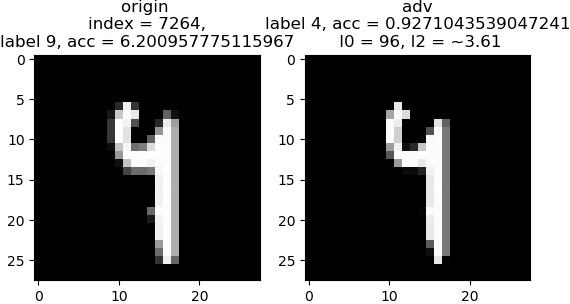 origin
index = 7264,
label 9, acc = 6.200957775115967
adv
label 4, acc = 0.9271043539047241
l0 = 96, l2 = ~3.61
0
5
10
15
20
25
0 10 20
0
5
10
15
20
25
0 10 20